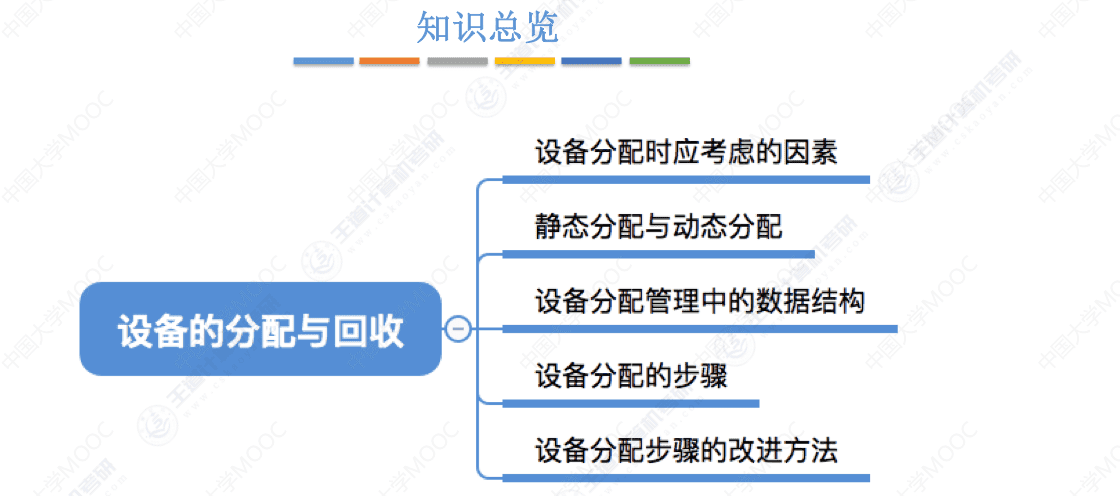 知识总览
设备分配时应考虑的因素
静态分配与动态分配
设备分配管理中的数据结构
设备的分配与回收
设备分配的步骤
设备分配步骤的改进方法
中国大学MOOC
王道计算机考研
www.cskaoyan.com